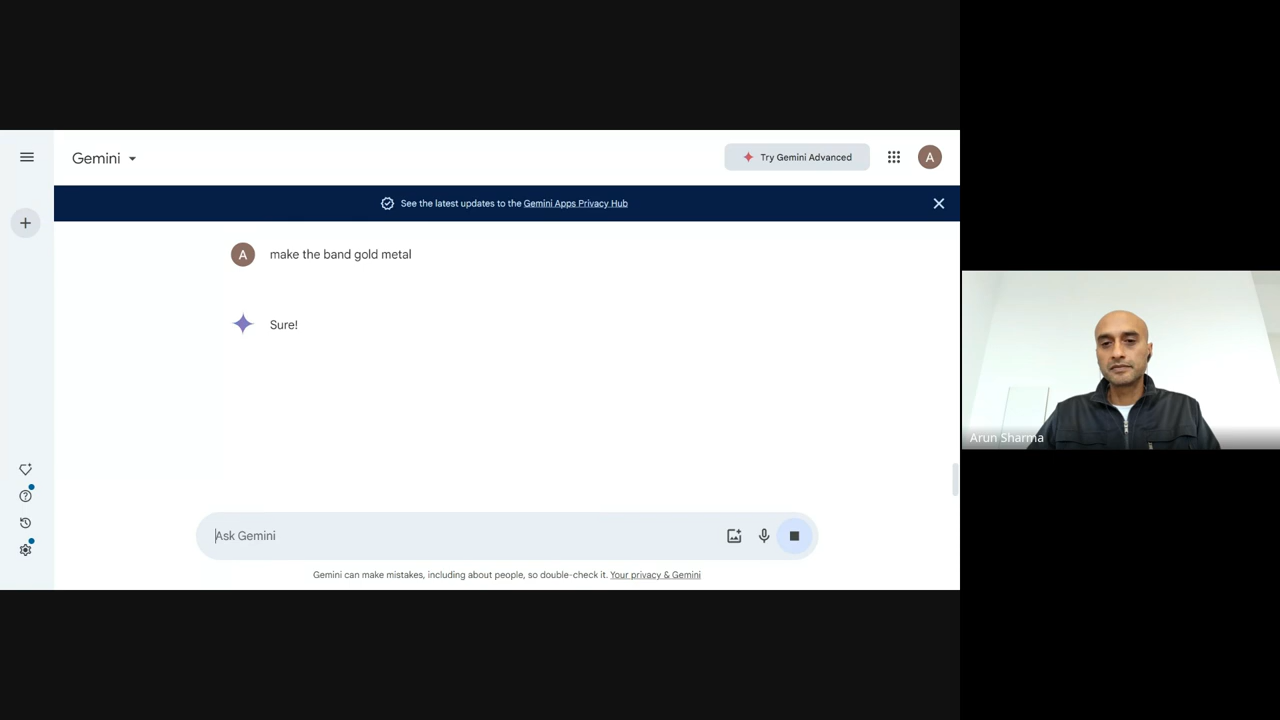 Gemini
Try Gemini Advanced
A
See the latest updates to the Gemini Apps Privacy Hub
A
make the band gold metal
Sure!
Arun Sharma
Ask Gemini
Gemini can make mistakes, including about people, so double-check it. Your privacy & Gemini